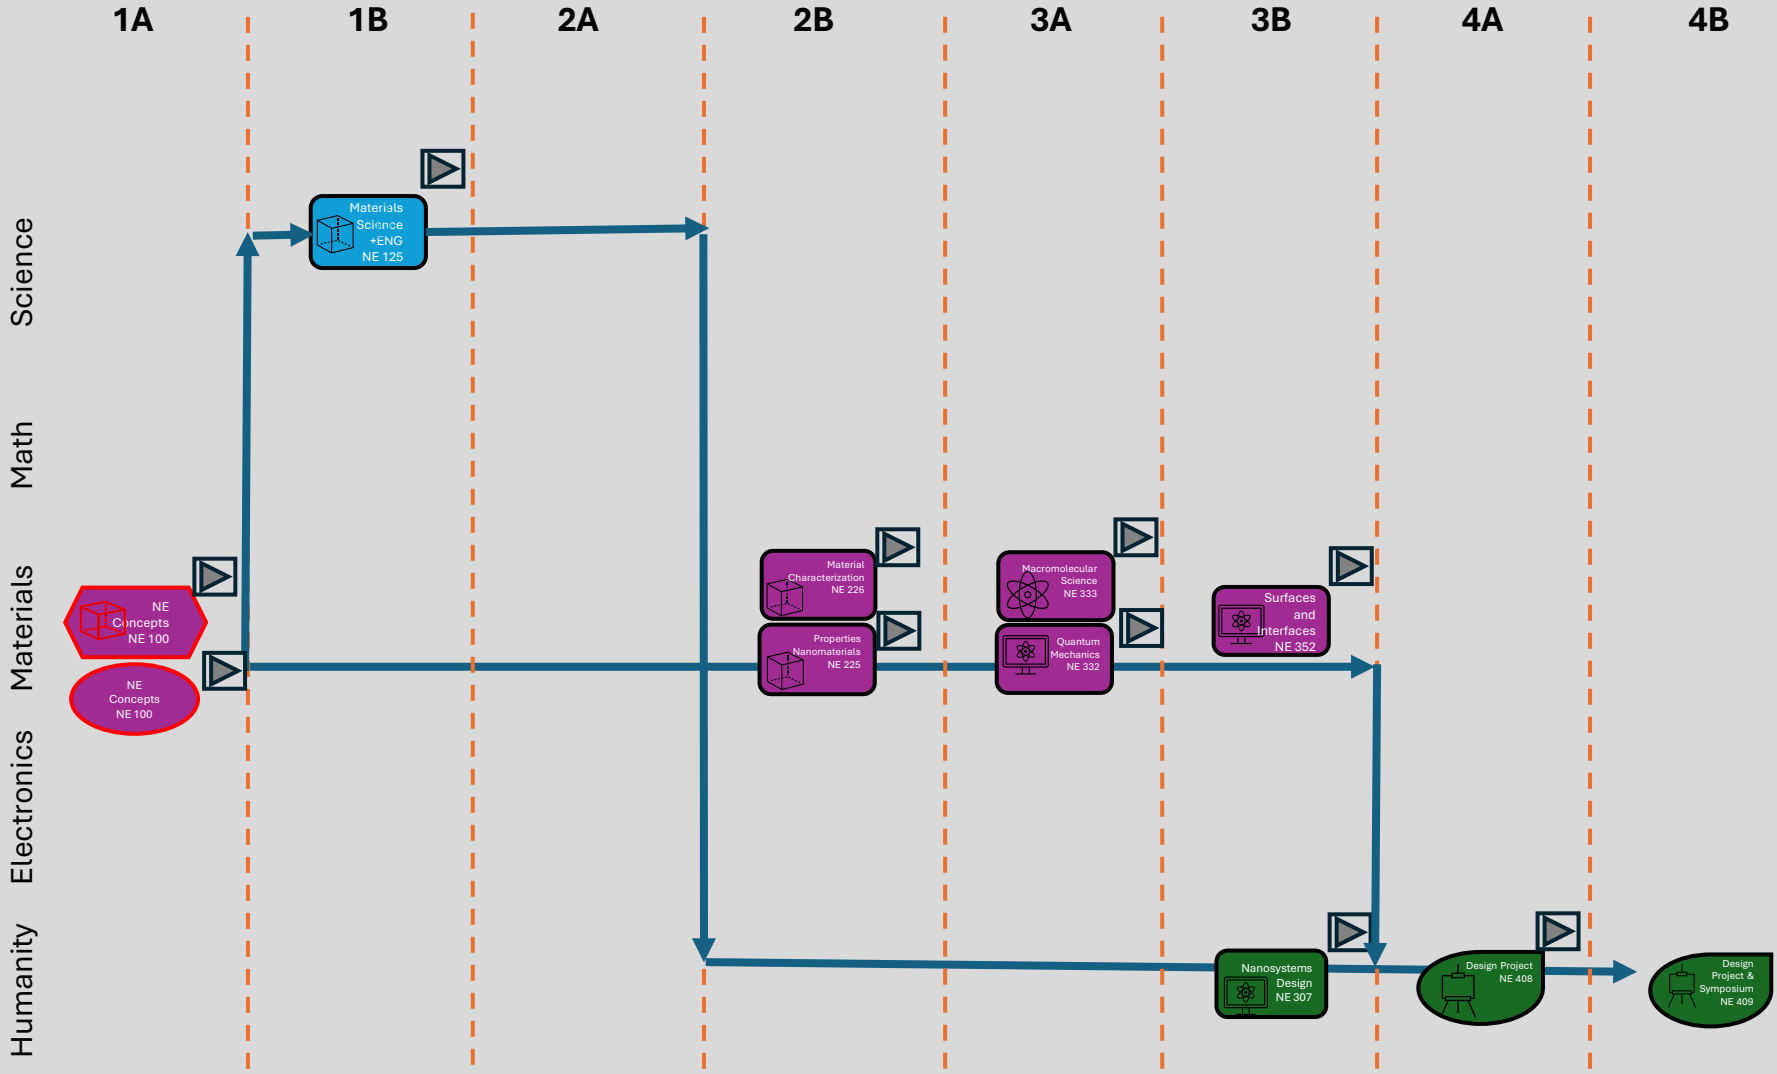 1A
1B
2A
2B
3A
3B
4A
4B
Science
Math
Materials
Electronics
Humanity
Materials
Science
+ENG
NE 125
NE
Concepts
NE 100
NE
Concepts
NE 100
Material
Characterization
NE 226
Properties
Nanomaterials
NE 225
Macromolecular
Science
NE 333
Quantum
Mechanics
NE 332
Surfaces
and
Interfaces
NE 352
Nanosystems
Design
NE 307
Design Project
NE 408
Design
Project &
Symposium
NE 409